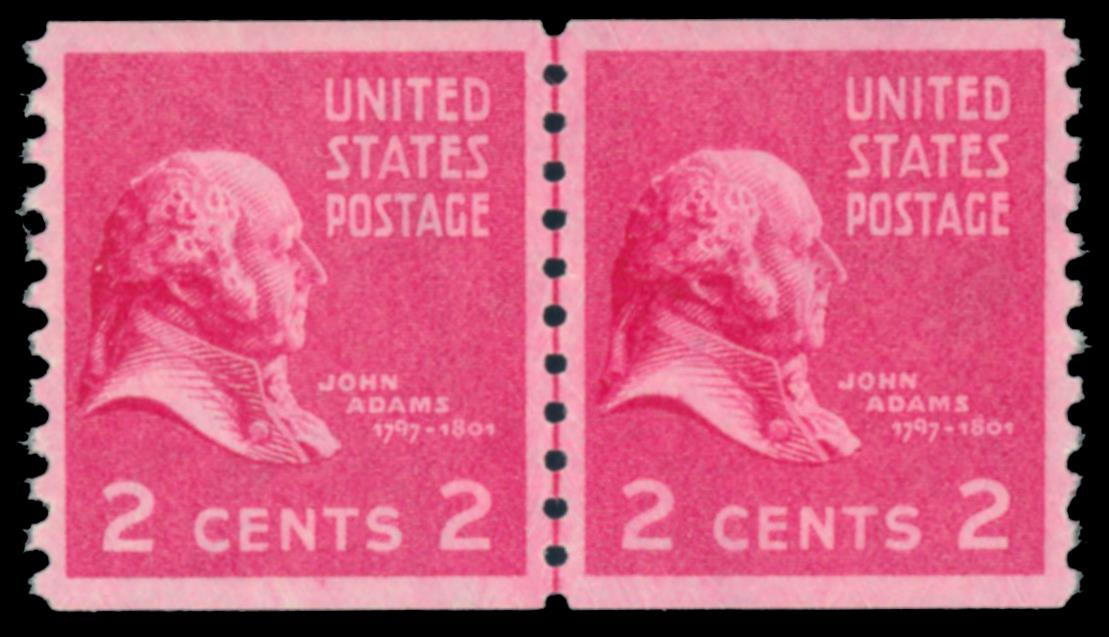 UNITED
STATES
POSTAGE
JOHN
ADAMS
1797-1801
2 CENTS 2
UNITED
STATES
POSTAGE
JOHN
ADAMS
1797-1801
2 CENTS 2